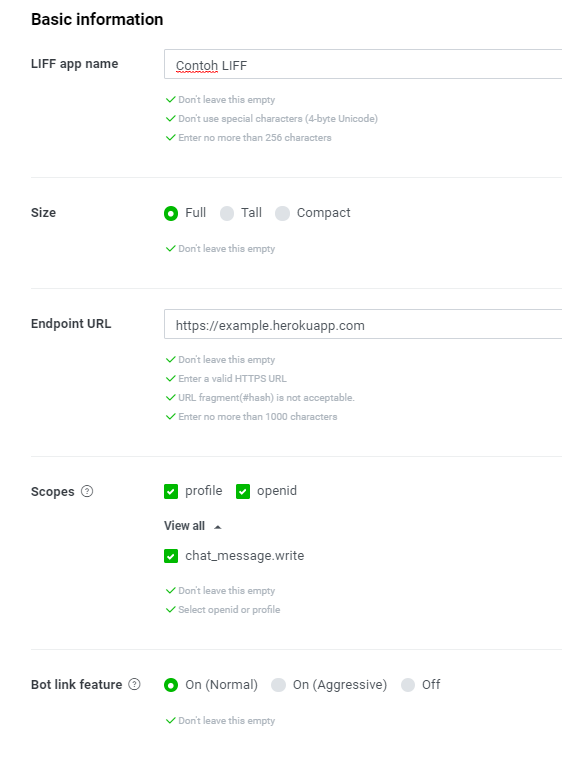 Basic information
LIFF app name
Contoh LIFF
Don't leave this empty
Don't use special characters (4-byte Unicode)
Enter no more than 256 characters
Size
Full Tall Compact
Don't leave this empty
Endpoint URL
https://example.herokuapp.com
Don't leave this empty
Enter a valid HTTPS URL
URL fragment(#hash) is not acceptable.
Enter no more than 1000 characters
Scopes ?
profile openid
View all
chat_message.write
Don't leave this empty
Select openid or profile
Bot link feature ?
On (Normal) On (Aggressive) Off
Don't leave this empty